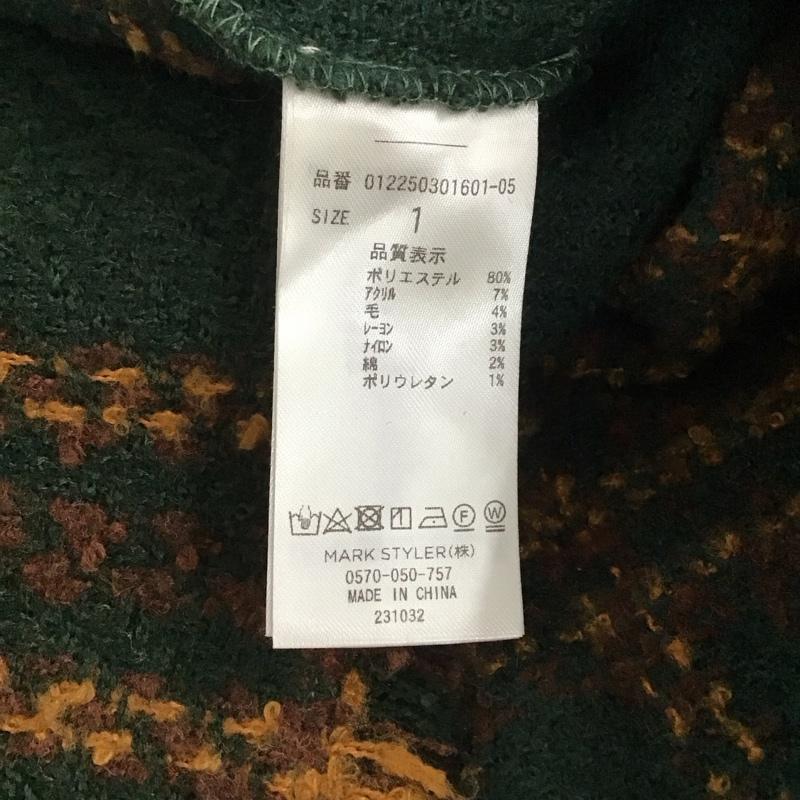 品番 012250301601-05
SIZE 1
品質表示
ポリエステル 80%
アクリル 7%
毛 4%
レーヨン 3%
ナイロン 3%
綿 2%
ポリウレタン 1%
F W
MARK STYLER(株)
0570-050-757
MADE IN CHINA
231032